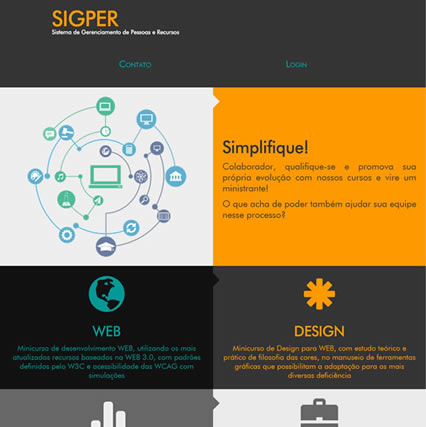 SIGPER
Sistema de Gerenciamento de Pessoas e Recursos
Contato
Login
Simplifique!
Colaborador, qualifique-se e promova sua
própria evolução com nossos cursos e vire um
ministrante!
O que acha de poder também ajudar sua equipe
nesse processo?
WEB
Minicurso de desenvolvimento WEB, utilizando os mais
atualizados recursos baseados na WEB 3.0, com padrões
definidos pelo W3C e acessibilidade das WCAG com
simulações
DESIGN
Minicurso de Design para WEB, com estudo teórico e
prático de filosofia das cores, no manuseio de ferramentas
gráficas que possibilitam a adaptação para as mais
diversas deficiência